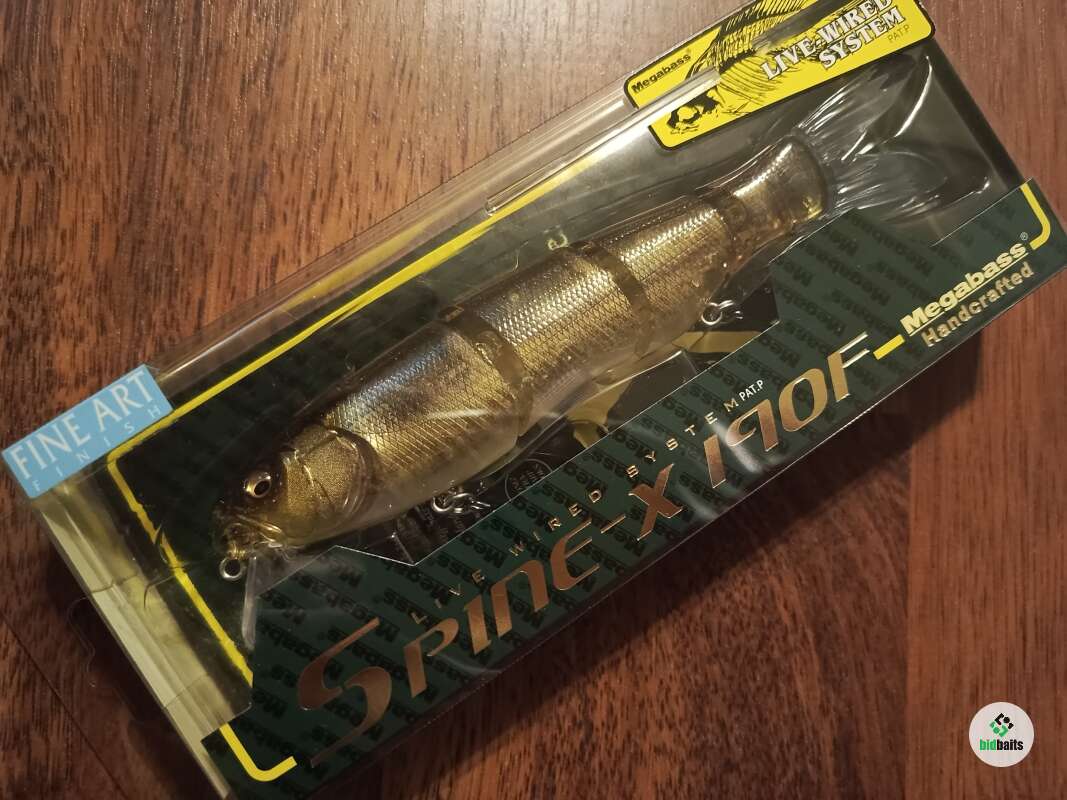 Megabass®
LIVE-WIRED
SYSTEM
PAT.P
FINE ART
FINISH
LIVE WIRED SYSTEM PAT.P
SPINE-X 190F
Megabass®
Handcrafted
bidbaits